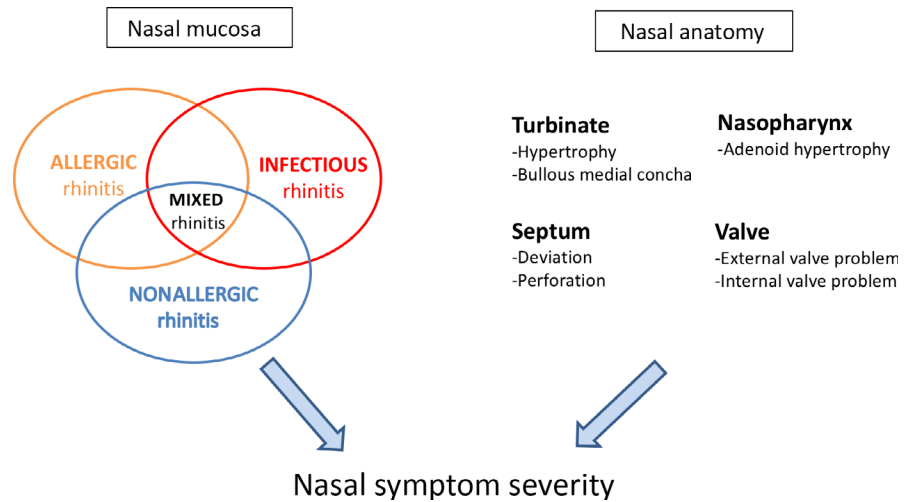 Nasal mucosa
Nasal anatomy
ALLERGIC
rhinitis
INFECTIOUS
rhinitis
MIXED
rhinitis
NONALLERGIC
rhinitis
Turbinate
-Hypertrophy
-Bullous medial concha
Nasopharynx
-Adenoid hypertrophy
Septum
-Deviation
-Perforation
Valve
-External valve problem
-Internal valve problem
Nasal symptom severity